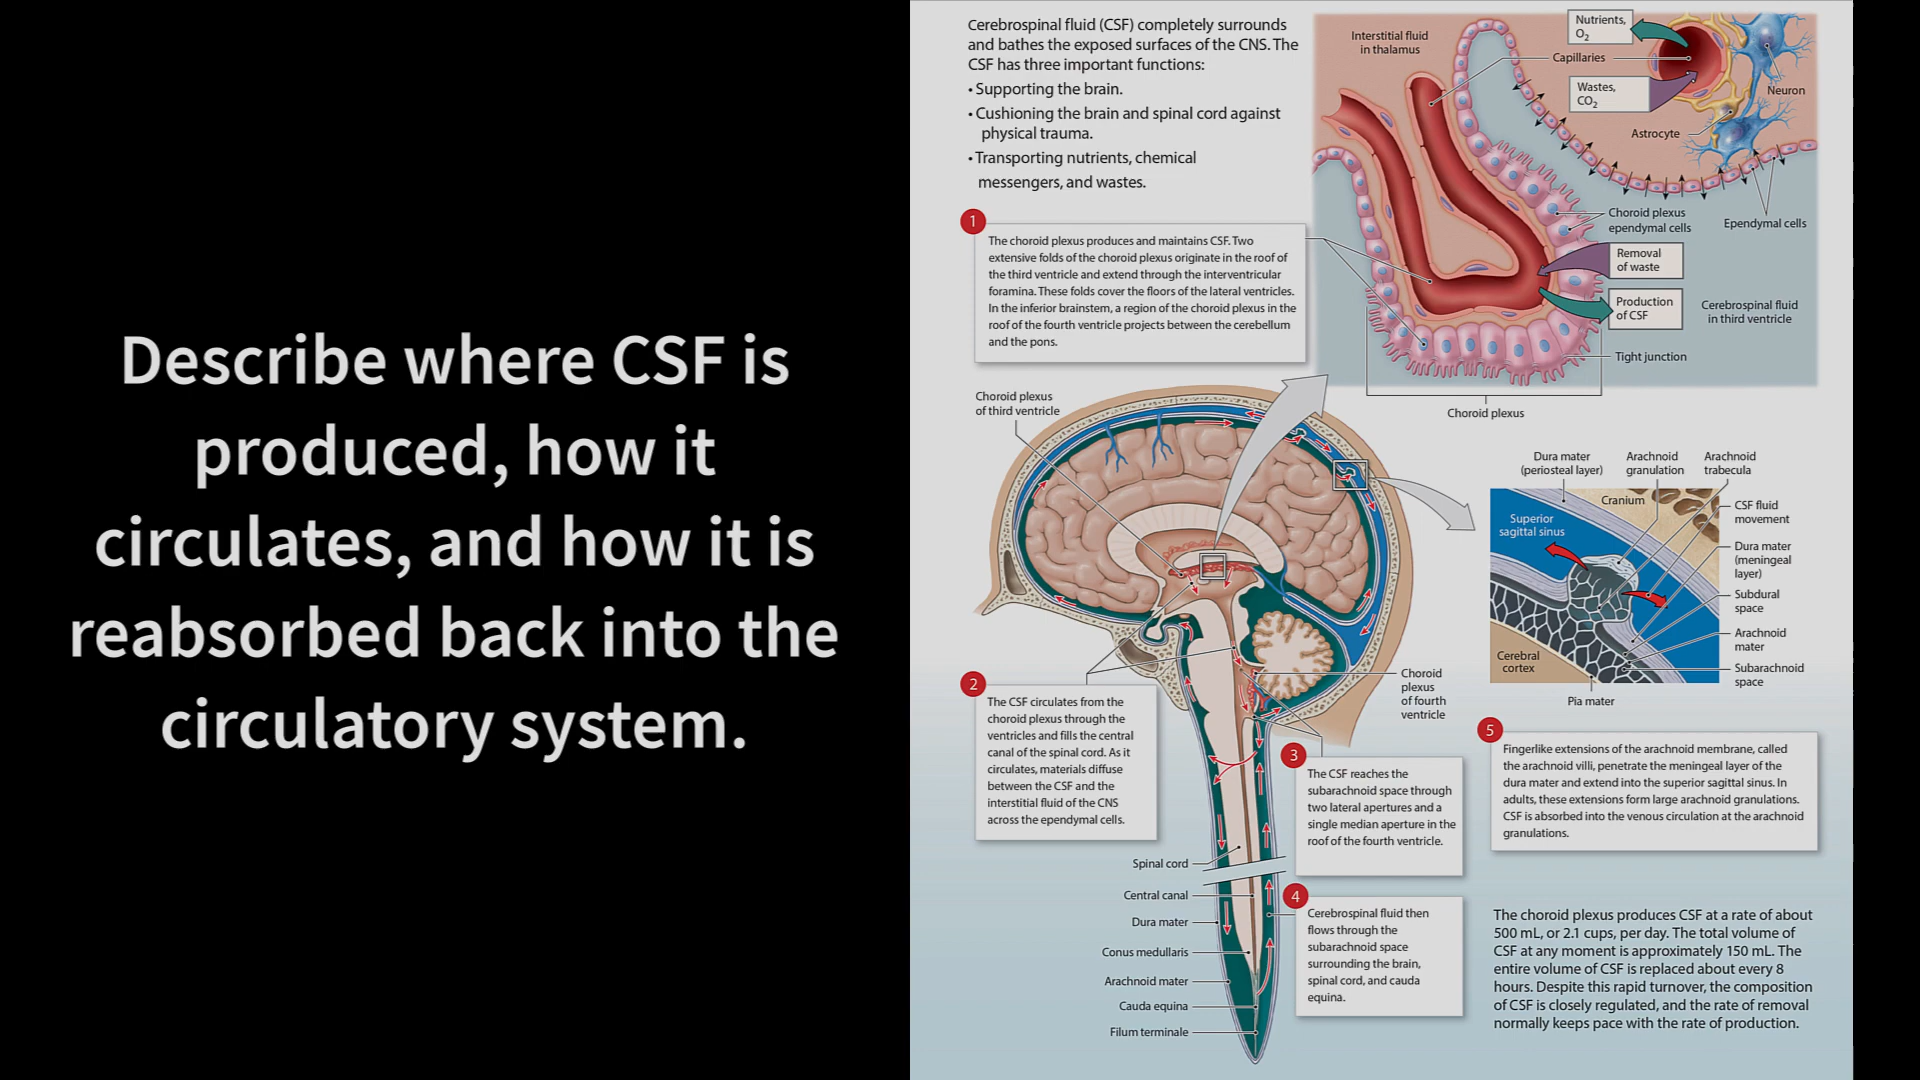 Describe where CSF is
produced, how it
circulates, and how it is
reabsorbed back into the
circulatory system.
Cerebrospinal fluid (CSF) completely surrounds
and bathes the exposed surfaces of the CNS. The
CSF has three important functions:
• Supporting the brain.
• Cushioning the brain and spinal cord against
physical trauma.
• Transporting nutrients, chemical
messengers, and wastes.
Interstitial fluid
in thalamus
Nutrients,
O2
Capillaries
Wastes,
CO2
Neuron
Astrocyte
Choroid plexus
ependymal cells
Ependymal cells
Removal
of waste
Production
of CSF
Cerebrospinal fluid
in third ventricle
Tight junction
Choroid plexus
1
The choroid plexus produces and maintains CSF. Two
extensive folds of the choroid plexus originate in the roof of
the third ventricle and extend through the interventricular
foramina. These folds cover the floors of the lateral ventricles.
In the inferior brainstem, a region of the choroid plexus in the
roof of the fourth ventricle projects between the cerebellum
and the pons.
Choroid plexus
of third ventricle
Dura mater
(periosteal layer)
Arachnoid
granulation
Arachnoid
trabecula
Cranium
Superior
sagittal sinus
CSF fluid
movement
Dura mater
(meningeal
layer)
Subdural
space
Arachnoid
mater
Subarachnoid
space
Cerebral
cortex
Pia mater
Choroid
plexus
of fourth
ventricle
2
The CSF circulates from the
choroid plexus through the
ventricles and fills the central
canal of the spinal cord. As it
circulates, materials diffuse
between the CSF and the
interstitial fluid of the CNS
across the ependymal cells.
3
The CSF reaches the
subarachnoid space through
two lateral apertures and a
single median aperture in the
roof of the fourth ventricle.
4
Cerebrospinal fluid then
flows through the
subarachnoid space
surrounding the brain,
spinal cord, and cauda
equina.
5
Fingerlike extensions of the arachnoid membrane, called
the arachnoid villi, penetrate the meningeal layer of the
dura mater and extend into the superior sagittal sinus. In
adults, these extensions form large arachnoid granulations.
CSF is absorbed into the venous circulation at the arachnoid
granulations.
Spinal cord
Central canal
Dura mater
Conus medullaris
Arachnoid mater
Cauda equina
Filum terminale
The choroid plexus produces CSF at a rate of about
500 mL, or 2.1 cups, per day. The total volume of
CSF at any moment is approximately 150 mL. The
entire volume of CSF is replaced about every 8
hours. Despite this rapid turnover, the composition
of CSF is closely regulated, and the rate of removal
normally keeps pace with the rate of production.